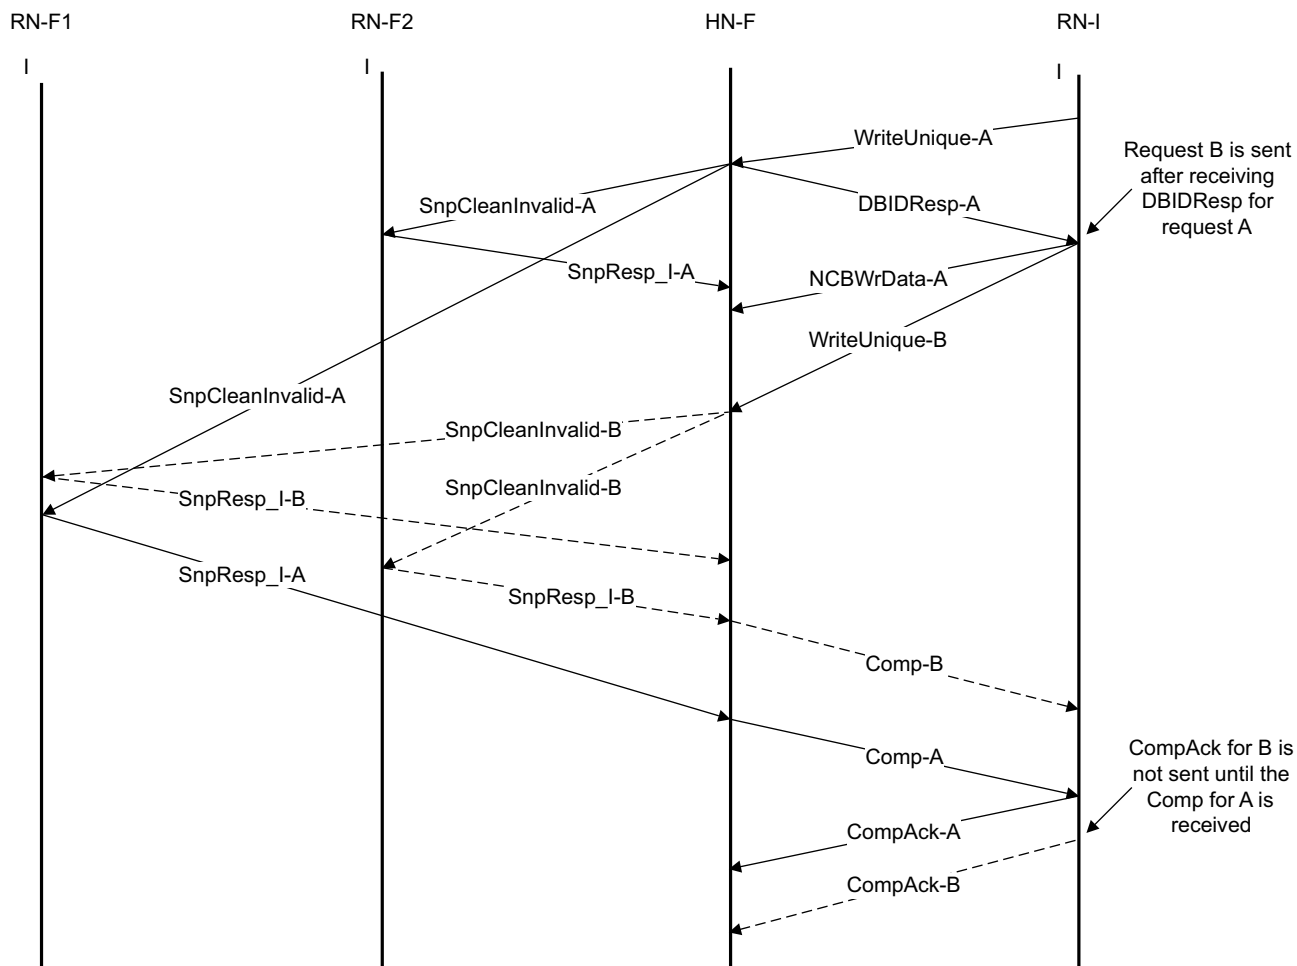 RN-F1
RN-F2
HN-F
RN-I
I
I
I
WriteUnique-A
Request B is sent
after receiving
DBIDResp for
request A
SnpCleanInvalid-A
DBIDResp-A
SnpResp_I-A
NCBWrData-A
WriteUnique-B
SnpCleanInvalid-A
SnpCleanInvalid-B
SnpCleanInvalid-B
SnpResp_I-B
SnpResp_I-A
SnpResp_I-B
Comp-B
Comp-A
CompAck for B is
not sent until the
Comp for A is
received
CompAck-A
CompAck-B